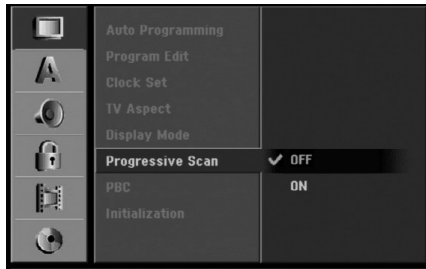 Auto Programming
Program Edit
Clock Set
TV Aspect
Display Mode
Progressive Scan ✔ OFF
PBC ON
Initialization
A